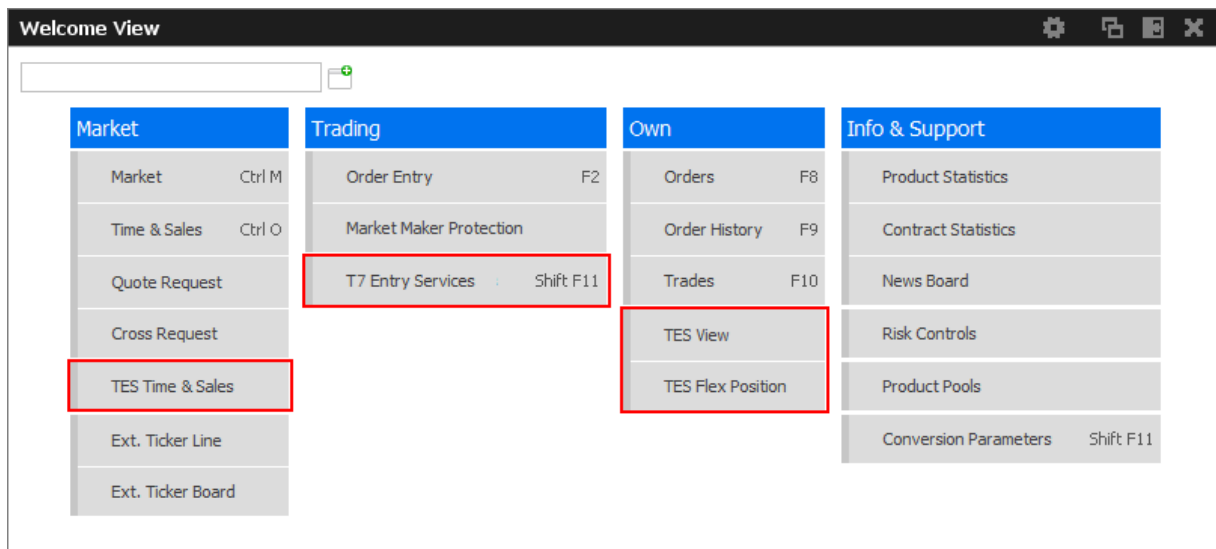 Welcome View
Market
Market Ctrl M
Time & Sales Ctrl O
Quote Request
Cross Request
TES Time & Sales
Ext. Ticker Line
Ext. Ticker Board
Trading
Order Entry F2
Market Maker Protection
T7 Entry Services Shift F11
Own
Orders F8
Order History F9
Trades F10
TES View
TES Flex Position
Info & Support
Product Statistics
Contract Statistics
News Board
Risk Controls
Product Pools
Conversion Parameters Shift F11